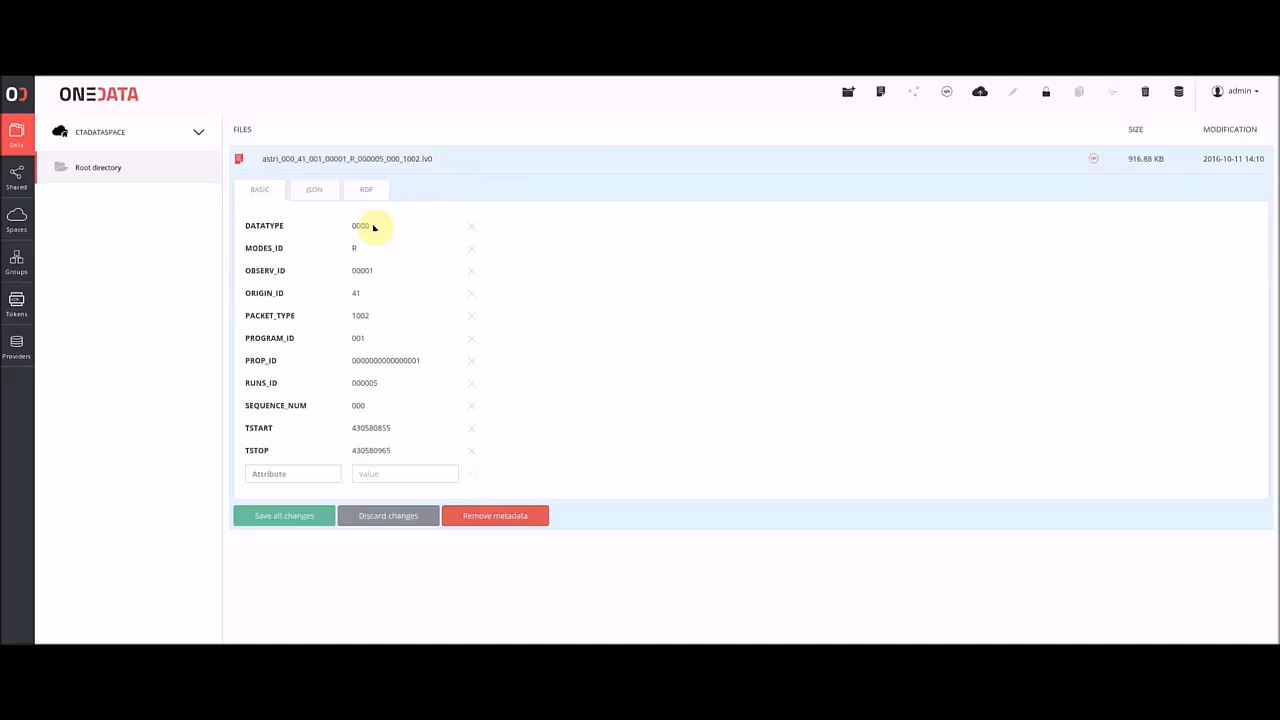 ONEDATA
admin
Data
Shared
Spaces
Groups
Tokens
Providers
CTADATASPACE
Root directory
FILES SIZE MODIFICATION
astri_000_41_001_00001_R_000005_000_1002.lv0 916.88 KB 2016-10-11 14:10
BASIC JSON RDF
DATATYPE 0000
MODES_ID R
OBSERV_ID 00001
ORIGIN_ID 41
PACKET_TYPE 1002
PROGRAM_ID 001
PROP_ID 0000000000000001
RUNS_ID 000005
SEQUENCE_NUM 000
TSTART 430580855
TSTOP 430580965
Attribute Value
Save all changes Discard changes Remove metadata